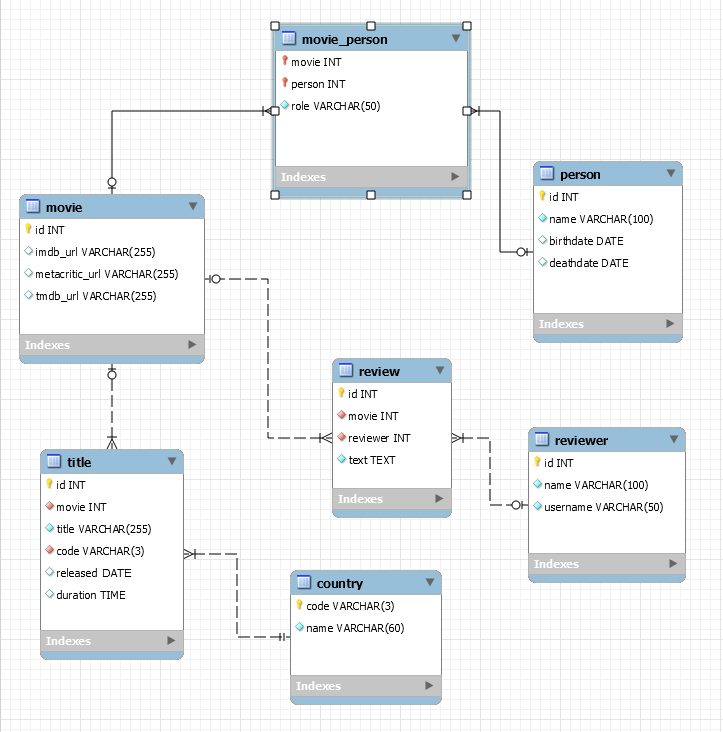 movie_person
movie INT
person INT
role VARCHAR(50)
Indexes
person
id INT
name VARCHAR(100)
birthdate DATE
deathdate DATE
Indexes
movie
id INT
imdb_url VARCHAR(255)
metacritic_url VARCHAR(255)
tmdb_url VARCHAR(255)
Indexes
review
id INT
movie INT
reviewer INT
text TEXT
Indexes
reviewer
id INT
name VARCHAR(100)
username VARCHAR(50)
Indexes
title
id INT
movie INT
title VARCHAR(255)
code VARCHAR(3)
released DATE
duration TIME
Indexes
country
code VARCHAR(3)
name VARCHAR(60)
Indexes